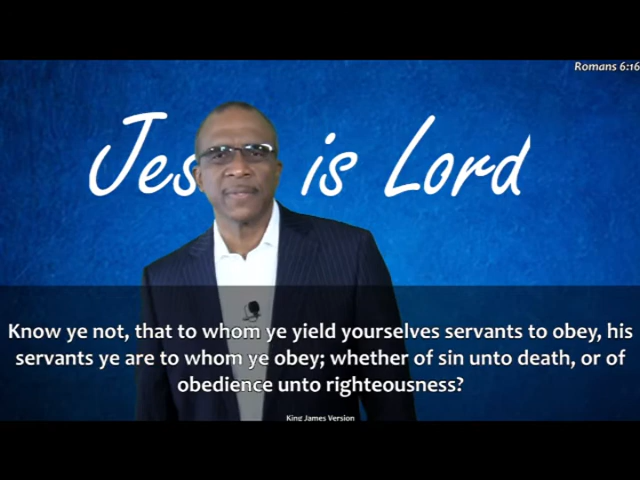 Romans 6:16
Jes is Lord
Know ye not, that to whom ye yield yourselves servants to obey, his
servants ye are to whom ye obey; whether of sin unto death, or of
obedience unto righteousness?
King James Version